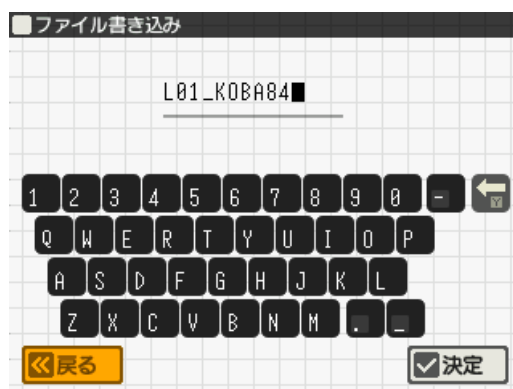 ファイル書き込み
L01_KOBA84
1 2 3 4 5 6 7 8 9 0 -
Y
Q W E R T Y U I O P
A S D F G H J K L
Z X C V B N M . _
戻る
決定